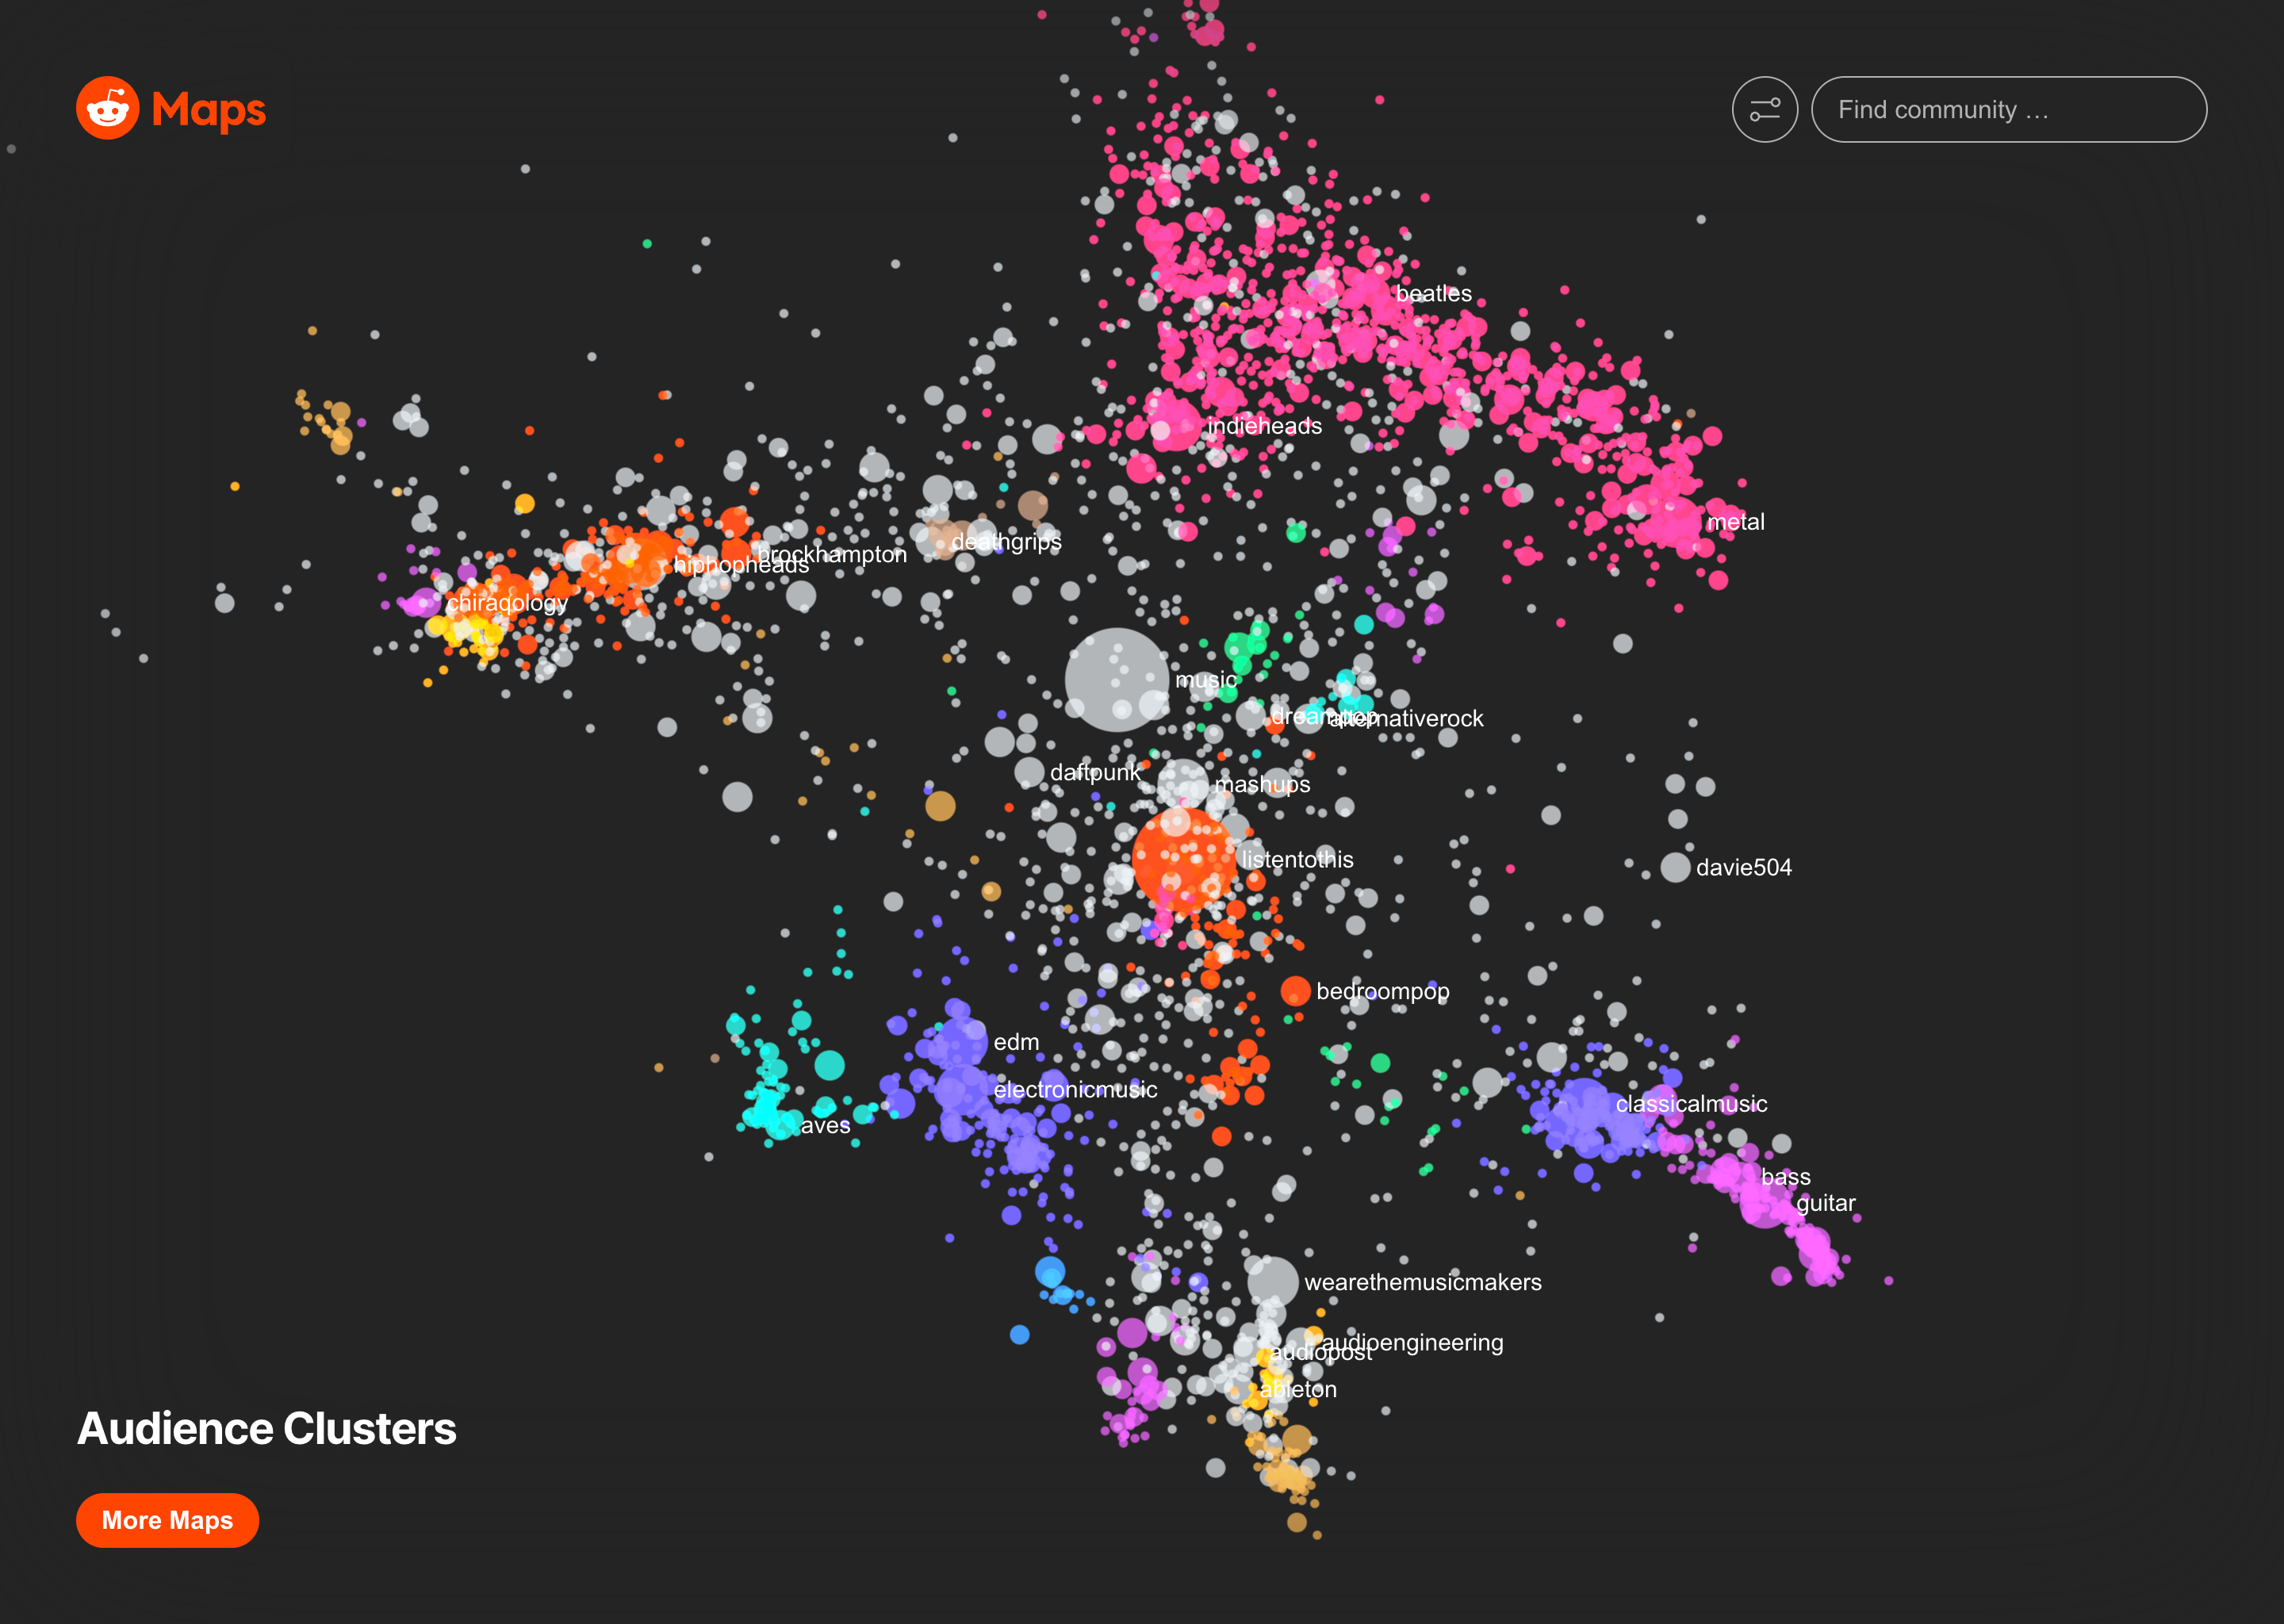 Maps
Find community …
beatles
indieheads
metal
deathgrips
brockhampton
hiphopheads
chiraqology
music
dreampop
alternativerock
daftpunk
mashups
listentothis
davie504
bedroompop
edm
electronicmusic
classicalmusic
aves
bass
guitar
wearethemusicmakers
audioengineering
audiopost
ableton
Audience Clusters
More Maps